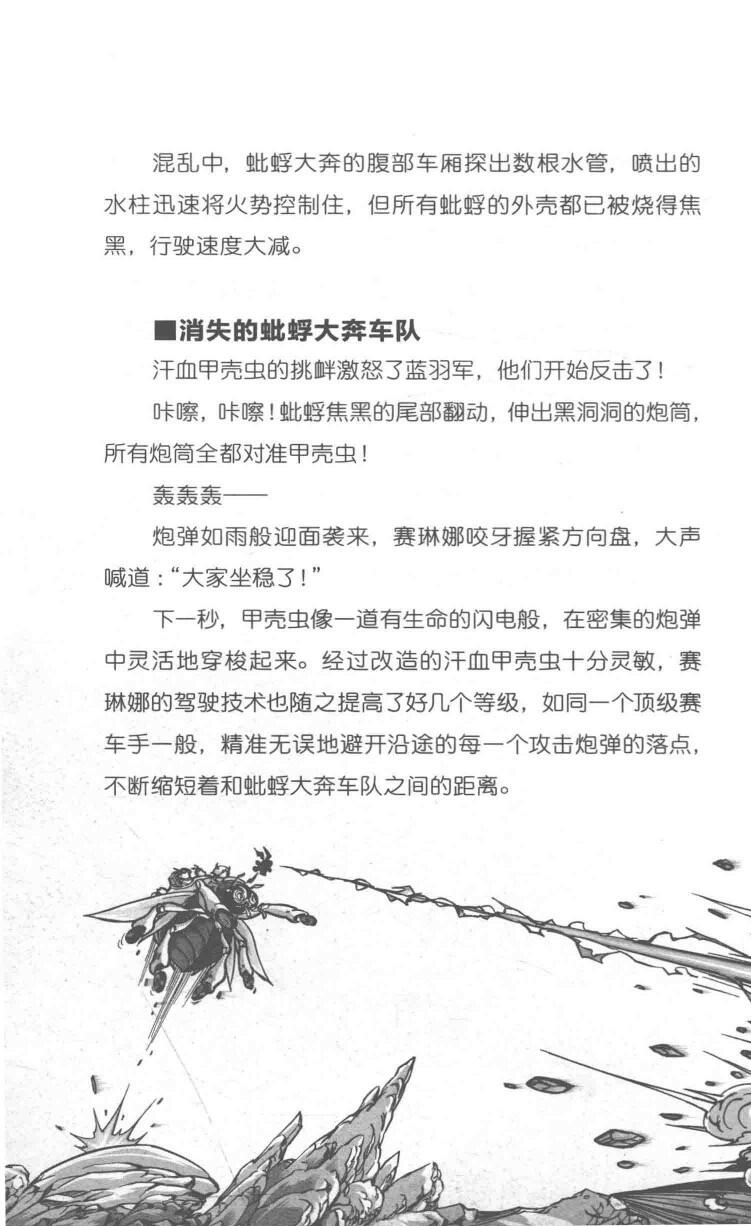 混乱中，蚍蜉大奔的腹部车厢探出数根水管，喷出的
水柱迅速将火势控制住，但所有蚍蜉的外壳都已被烧得焦
黑，行驶速度大减。
■消失的蚍蜉大奔车队
汗血甲壳虫的挑衅激怒了蓝羽军，他们开始反击了！
咔嚓，咔嚓！蚍蜉焦黑的尾部翻动，伸出黑洞洞的炮筒，
所有炮筒全都对准甲壳虫！
轰轰轰——
炮弹如雨般迎面袭来，赛琳娜咬牙握紧方向盘，大声
喊道：“大家坐稳了！”
下一秒，甲壳虫像一道有生命的闪电般，在密集的炮弹
中灵活地穿梭起来。经过改造的汗血甲壳虫十分灵敏，赛
琳娜的驾驶技术也随之提高了好几个等级，如同一个顶级赛
车手一般，精准无误地避开沿途的每一个攻击炮弹的落点，
不断缩短着和蚍蜉大奔车队之间的距离。